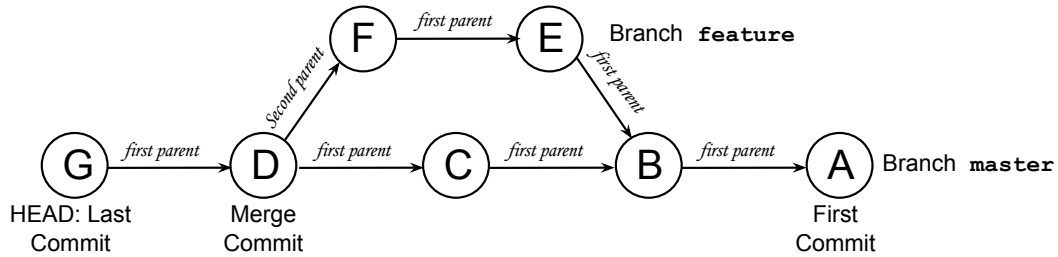 first parent
F
E
Branch feature
Second parent
first parent
G
first parent
D
first parent
C
first parent
B
first parent
A
Branch master
HEAD: Last
Commit
Merge
Commit
First
Commit